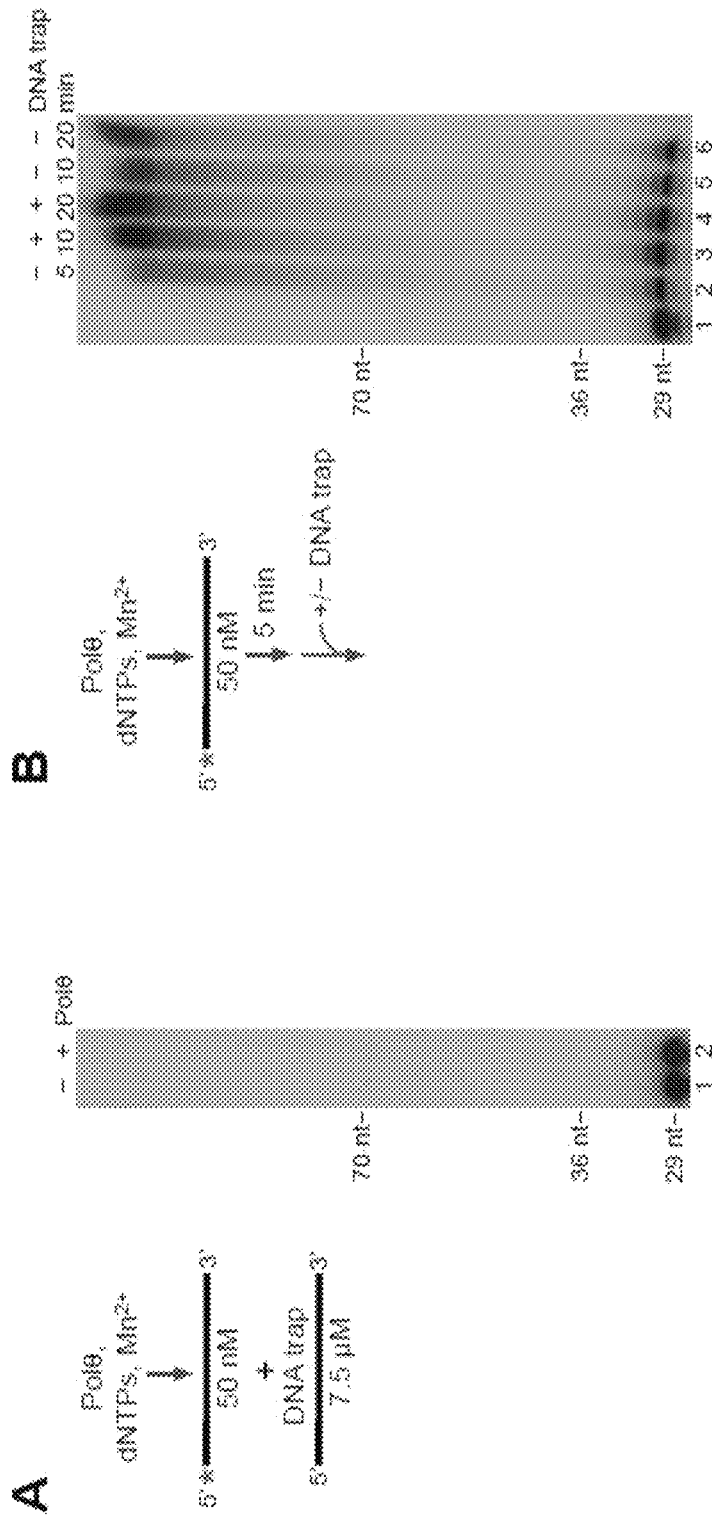 A
Polθ,
dNTPs, Mn2+
5'* 3'
50 nM
+
DNA trap
5' 3'
7.5 µM
− + Polθ
70 nt–
36 nt–
29 nt–
1 2
B
Polθ,
dNTPs, Mn2+
5'* 3'
50 nM
5 min
+/− DNA trap
− + + − − DNA trap
5 10 20 10 20 min
70 nt–
36 nt–
29 nt–
1 2 3 4 5 6